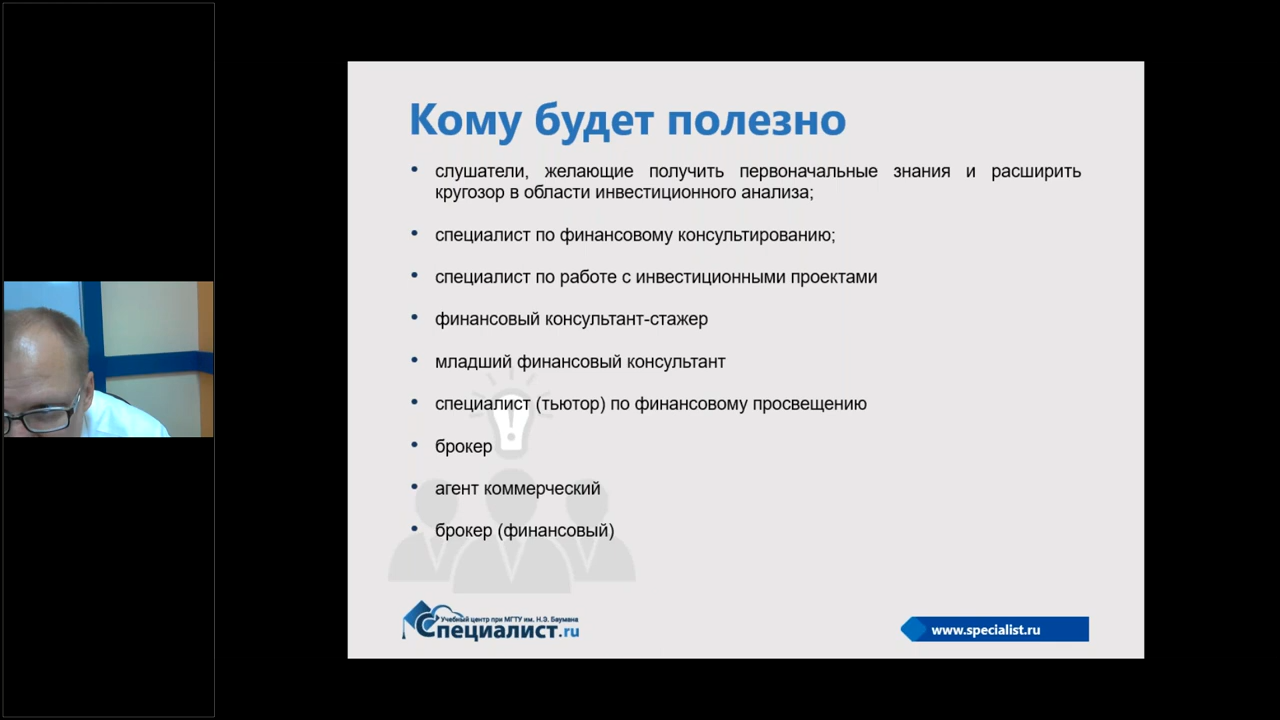 Кому будет полезно
• слушатели, желающие получить первоначальные знания и расширить
кругозор в области инвестиционного анализа;
• специалист по финансовому консультированию;
• специалист по работе с инвестиционными проектами
• финансовый консультант-стажер
• младший финансовый консультант
• специалист (тьютор) по финансовому просвещению
• брокер
• агент коммерческий
• брокер (финансовый)
Учебный центр при МГТУ им. Н.Э. Баумана
Специалист.ru
www.specialist.ru